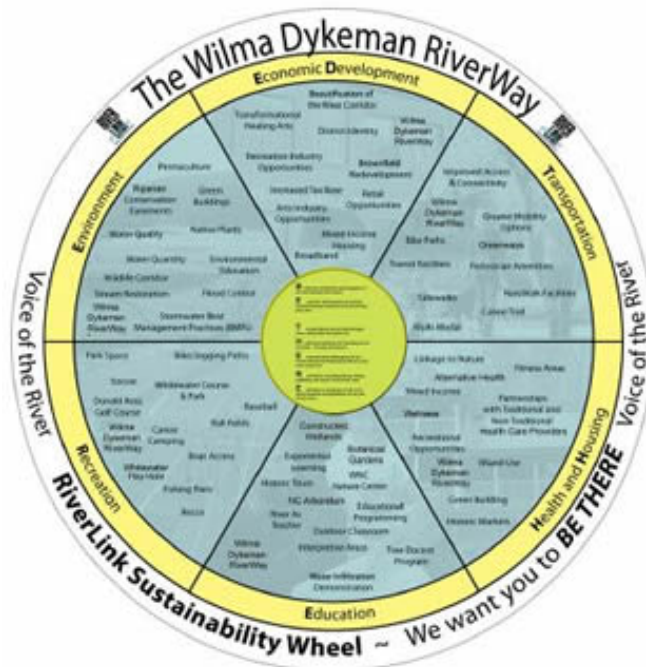 The Wilma Dykeman RiverWay
Economic Development
Beautification of
the River Corridor
Transformational
Healing Arts
District Identity
Wilma
Dykeman
RiverWay
Recreation Industry
Opportunities
Brownfield
Redevelopment
Increased Tax Base
Retail
Opportunities
Arts Industry
Opportunities
Mixed Income
Housing
Broadband
Transportation
Improved Access
& Connectivity
Wilma
Dykeman
RiverWay
Greater Mobility
Options
Bike Paths
Greenways
Transit Facilities
Pedestrian Amenities
Sidewalks
Canoe Trail
Multi Modal
Voice of the River
Health and Housing
Linkage to Nature
Fitness Areas
Alternative Health
Mixed Income
Partnerships
with Traditional and
Non-Traditional
Health Care Providers
Wellness
Recreational
Opportunities
Wilma
Dykeman
RiverWay
Mixed-Use
Green Building
Historic Markers
Education
Constructed
Wetlands
Botanical
Gardens
Experiential
Learning
WNC
Nature Center
Historic Tours
NC Arboretum
Educational
Programming
River As
Teacher
Outdoor Classroom
Interpretive Areas
Tree Docent
Program
Wilma
Dykeman
RiverWay
Water Infiltration
Demonstration
Recreation
Park Space
Bike/Jogging Paths
Soccer
Whitewater Course
& Park
Donald Ross
Golf Course
Baseball
Ball Fields
Wilma
Dykeman
RiverWay
Canoe
Camping
Boat Access
Whitewater
Play Hole
Fishing Piers
Bocce
Environment
Permaculture
Riparian
Conservation
Easements
Green
Buildings
Water Quality
Native Plants
Water Quantity
Environmental
Education
Wildlife Corridor
Stream Restoration
Flood Control
Wilma
Dykeman
RiverWay
Stormwater Best
Management Practices (BMPs)
Voice of the River
RiverLink Sustainability Wheel ~ We want you to BE THERE